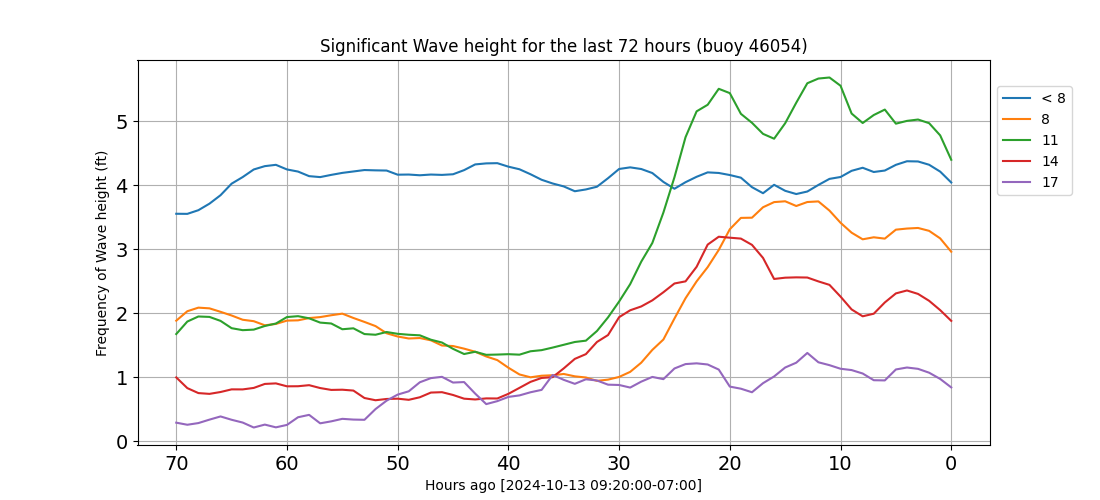 Significant Wave height for the last 72 hours (buoy 46054)
Frequency of Wave height (ft)
5
4
3
2
1
0
70 60 50 40 30 20 10 0
Hours ago [2024-10-13 09:20:00-07:00]
< 8
8
11
14
17